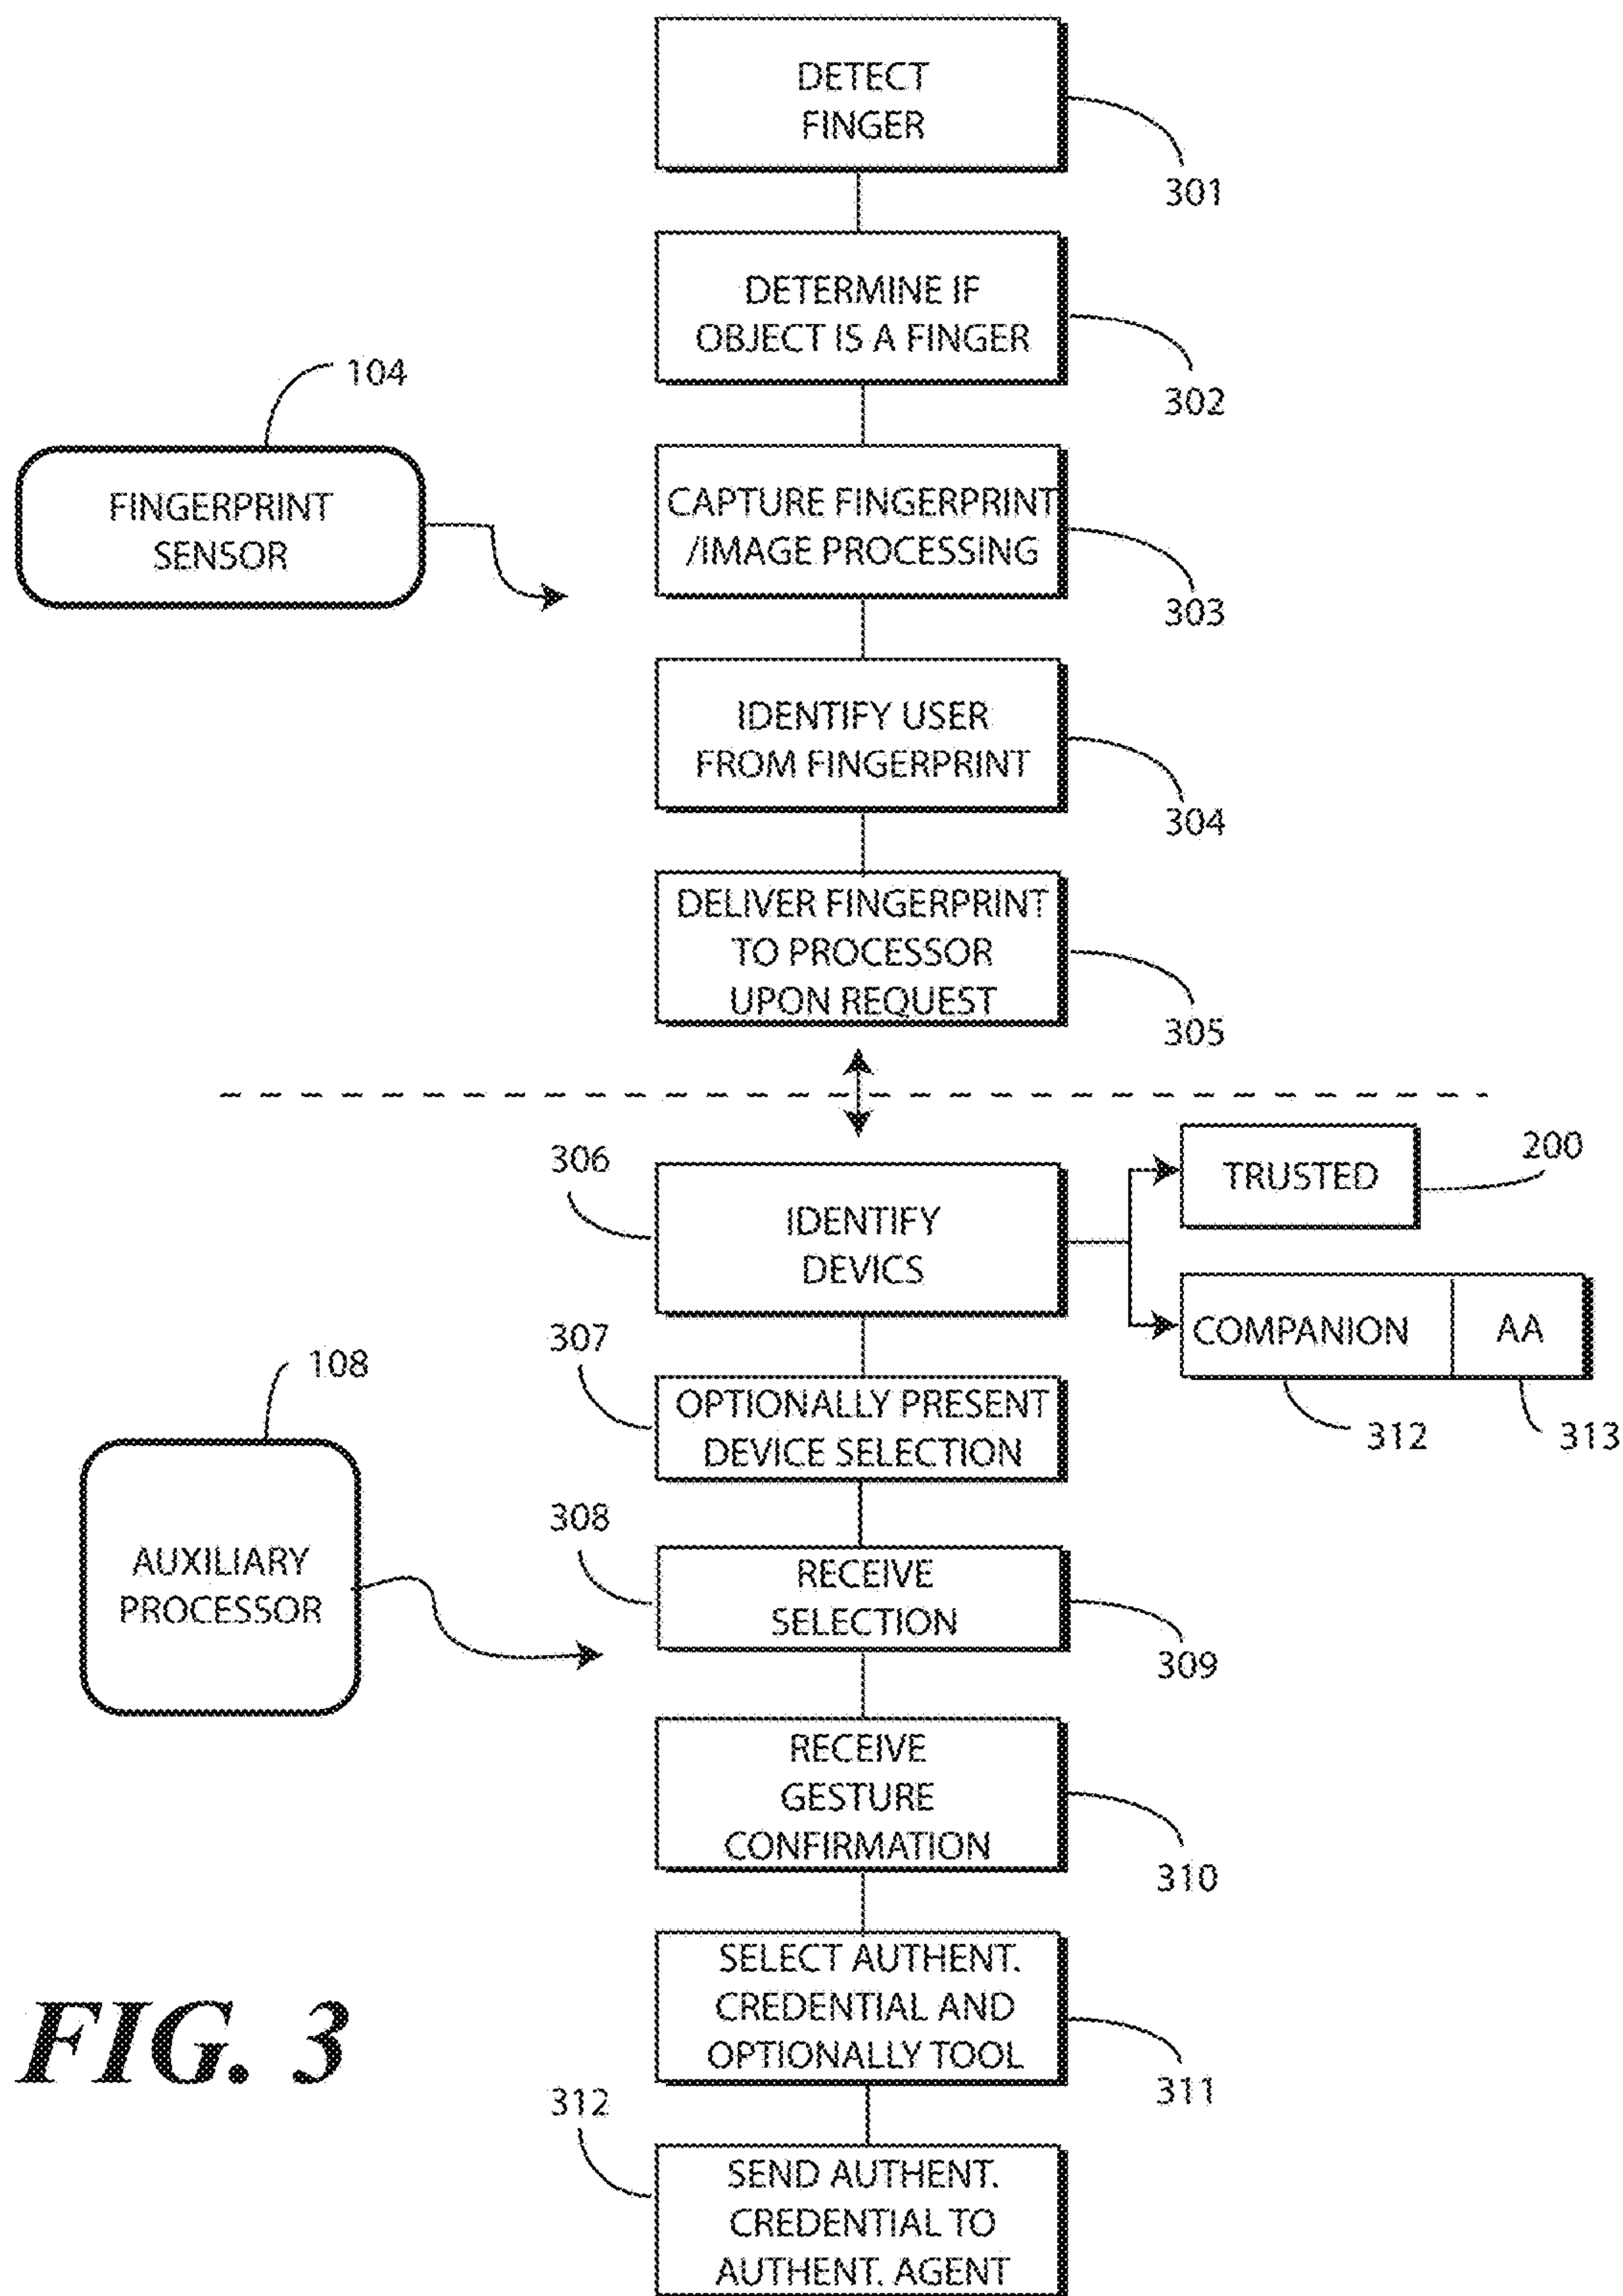 DETECT
FINGER
301
DETERMINE IF
OBJECT IS A FINGER
302
104
FINGERPRINT
SENSOR
CAPTURE FINGERPRINT
/IMAGE PROCESSING
303
IDENTIFY USER
FROM FINGERPRINT
304
DELIVER FINGERPRINT
TO PROCESSOR
UPON REQUEST
305
306
IDENTIFY
DEVICS
TRUSTED
200
COMPANION
AA
312
313
307
OPTIONALLY PRESENT
DEVICE SELECTION
108
AUXILIARY
PROCESSOR
308
RECEIVE
SELECTION
309
RECEIVE
GESTURE
CONFIRMATION
310
SELECT AUTHENT.
CREDENTIAL AND
OPTIONALLY TOOL
311
312
SEND AUTHENT.
CREDENTIAL TO
AUTHENT. AGENT
FIG. 3